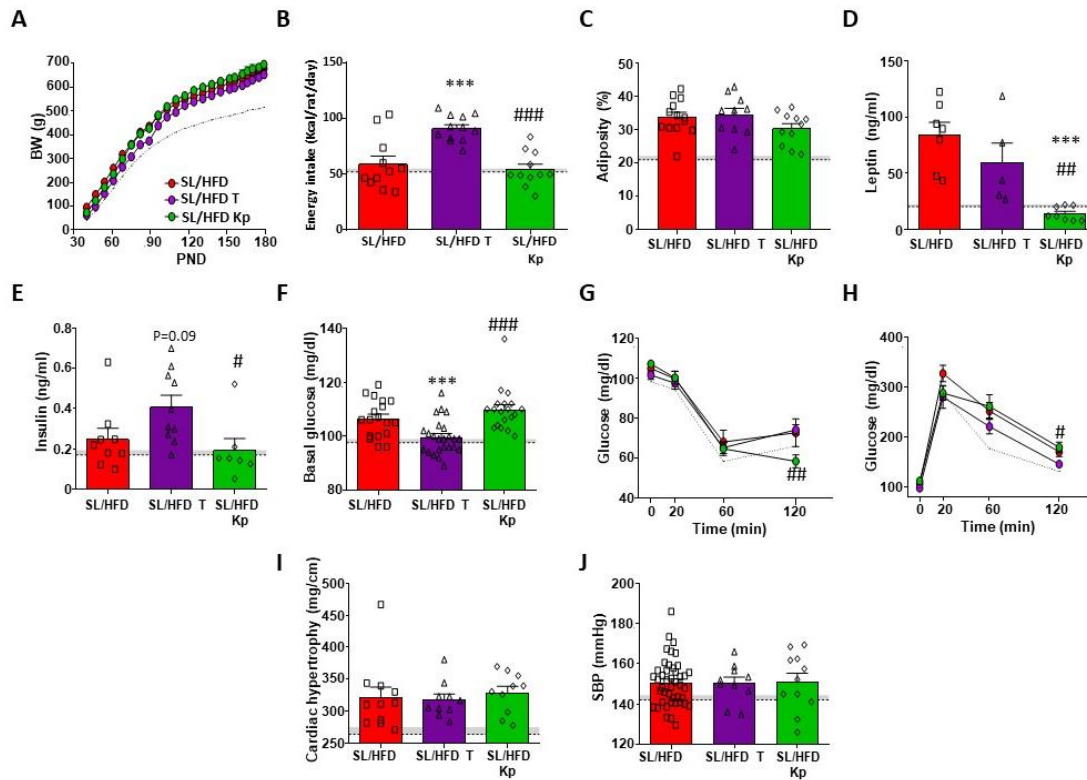 A
BW (g)
700
600
500
400
300
200
100
0
30
60
90
120
150
180
PND
SL/HFD
SL/HFD T
SL/HFD Kp
B
Energy intake (Kcal/rat/day)
150
100
50
0
***
###
SL/HFD
SL/HFD T
SL/HFD
Kp
C
Adiposity (%)
50
40
30
20
10
0
SL/HFD
SL/HFD T
SL/HFD
Kp
D
Leptin (ng/ml)
150
100
50
0
***
##
SL/HFD
SL/HFD T
SL/HFD
Kp
E
Insulin (ng/ml)
0.8
0.6
0.4
0.2
0
P=0.09
#
SL/HFD
SL/HFD T
SL/HFD
Kp
F
Basal glucosa (mg/dl)
140
120
100
80
***
###
SL/HFD
SL/HFD T
SL/HFD
Kp
G
Glucose (mg/dl)
120
100
80
60
40
##
0
20
60
120
Time (min)
H
Glucose (mg/dl)
400
300
200
100
#
0
20
60
120
Time (min)
I
Cardiac hypertrophy (mg/cm)
500
450
400
350
300
250
SL/HFD
SL/HFD T
SL/HFD
Kp
J
SBP (mmHg)
200
180
160
140
120
SL/HFD
SL/HFD T
SL/HFD
Kp